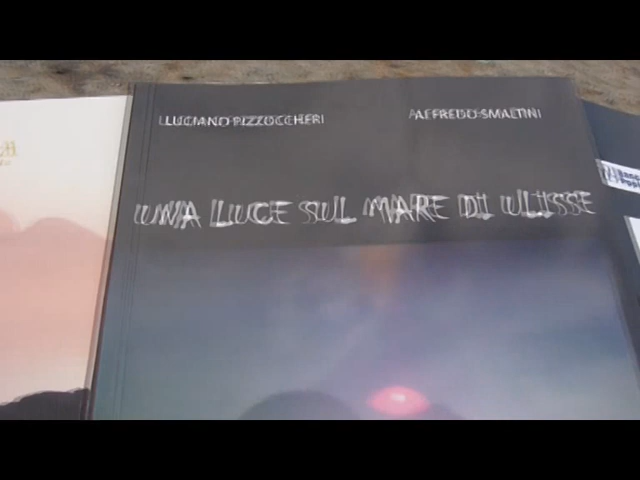 LUCIANO PIZZOCCHERI ALFREDO SMALTINI
UNA LUCE SUL MARE DI ULISSE